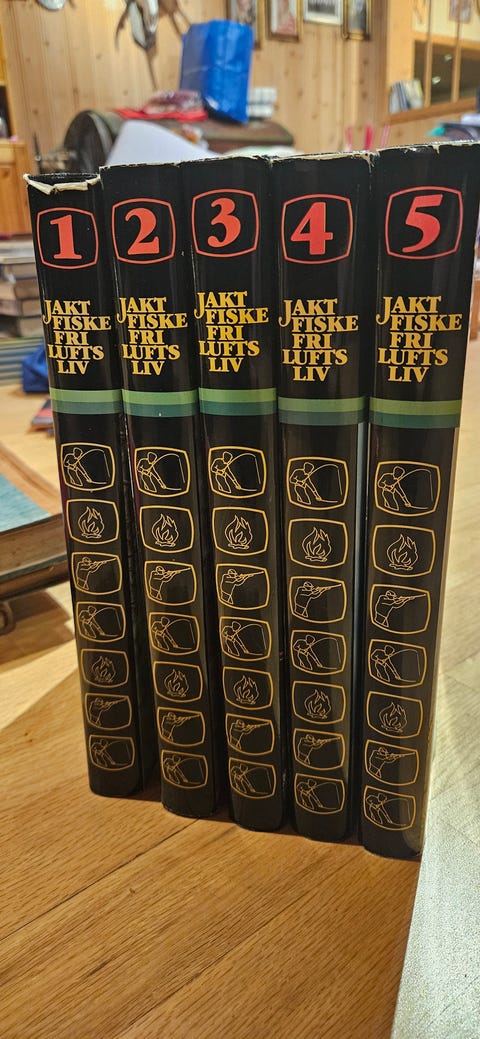 1
JAKT
FISKE
FRI
LUFTS
LIV
2
JAKT
FISKE
FRI
LUFTS
LIV
3
JAKT
FISKE
FRI
LUFTS
LIV
4
JAKT
FISKE
FRI
LUFTS
LIV
5
JAKT
FISKE
FRI
LUFTS
LIV